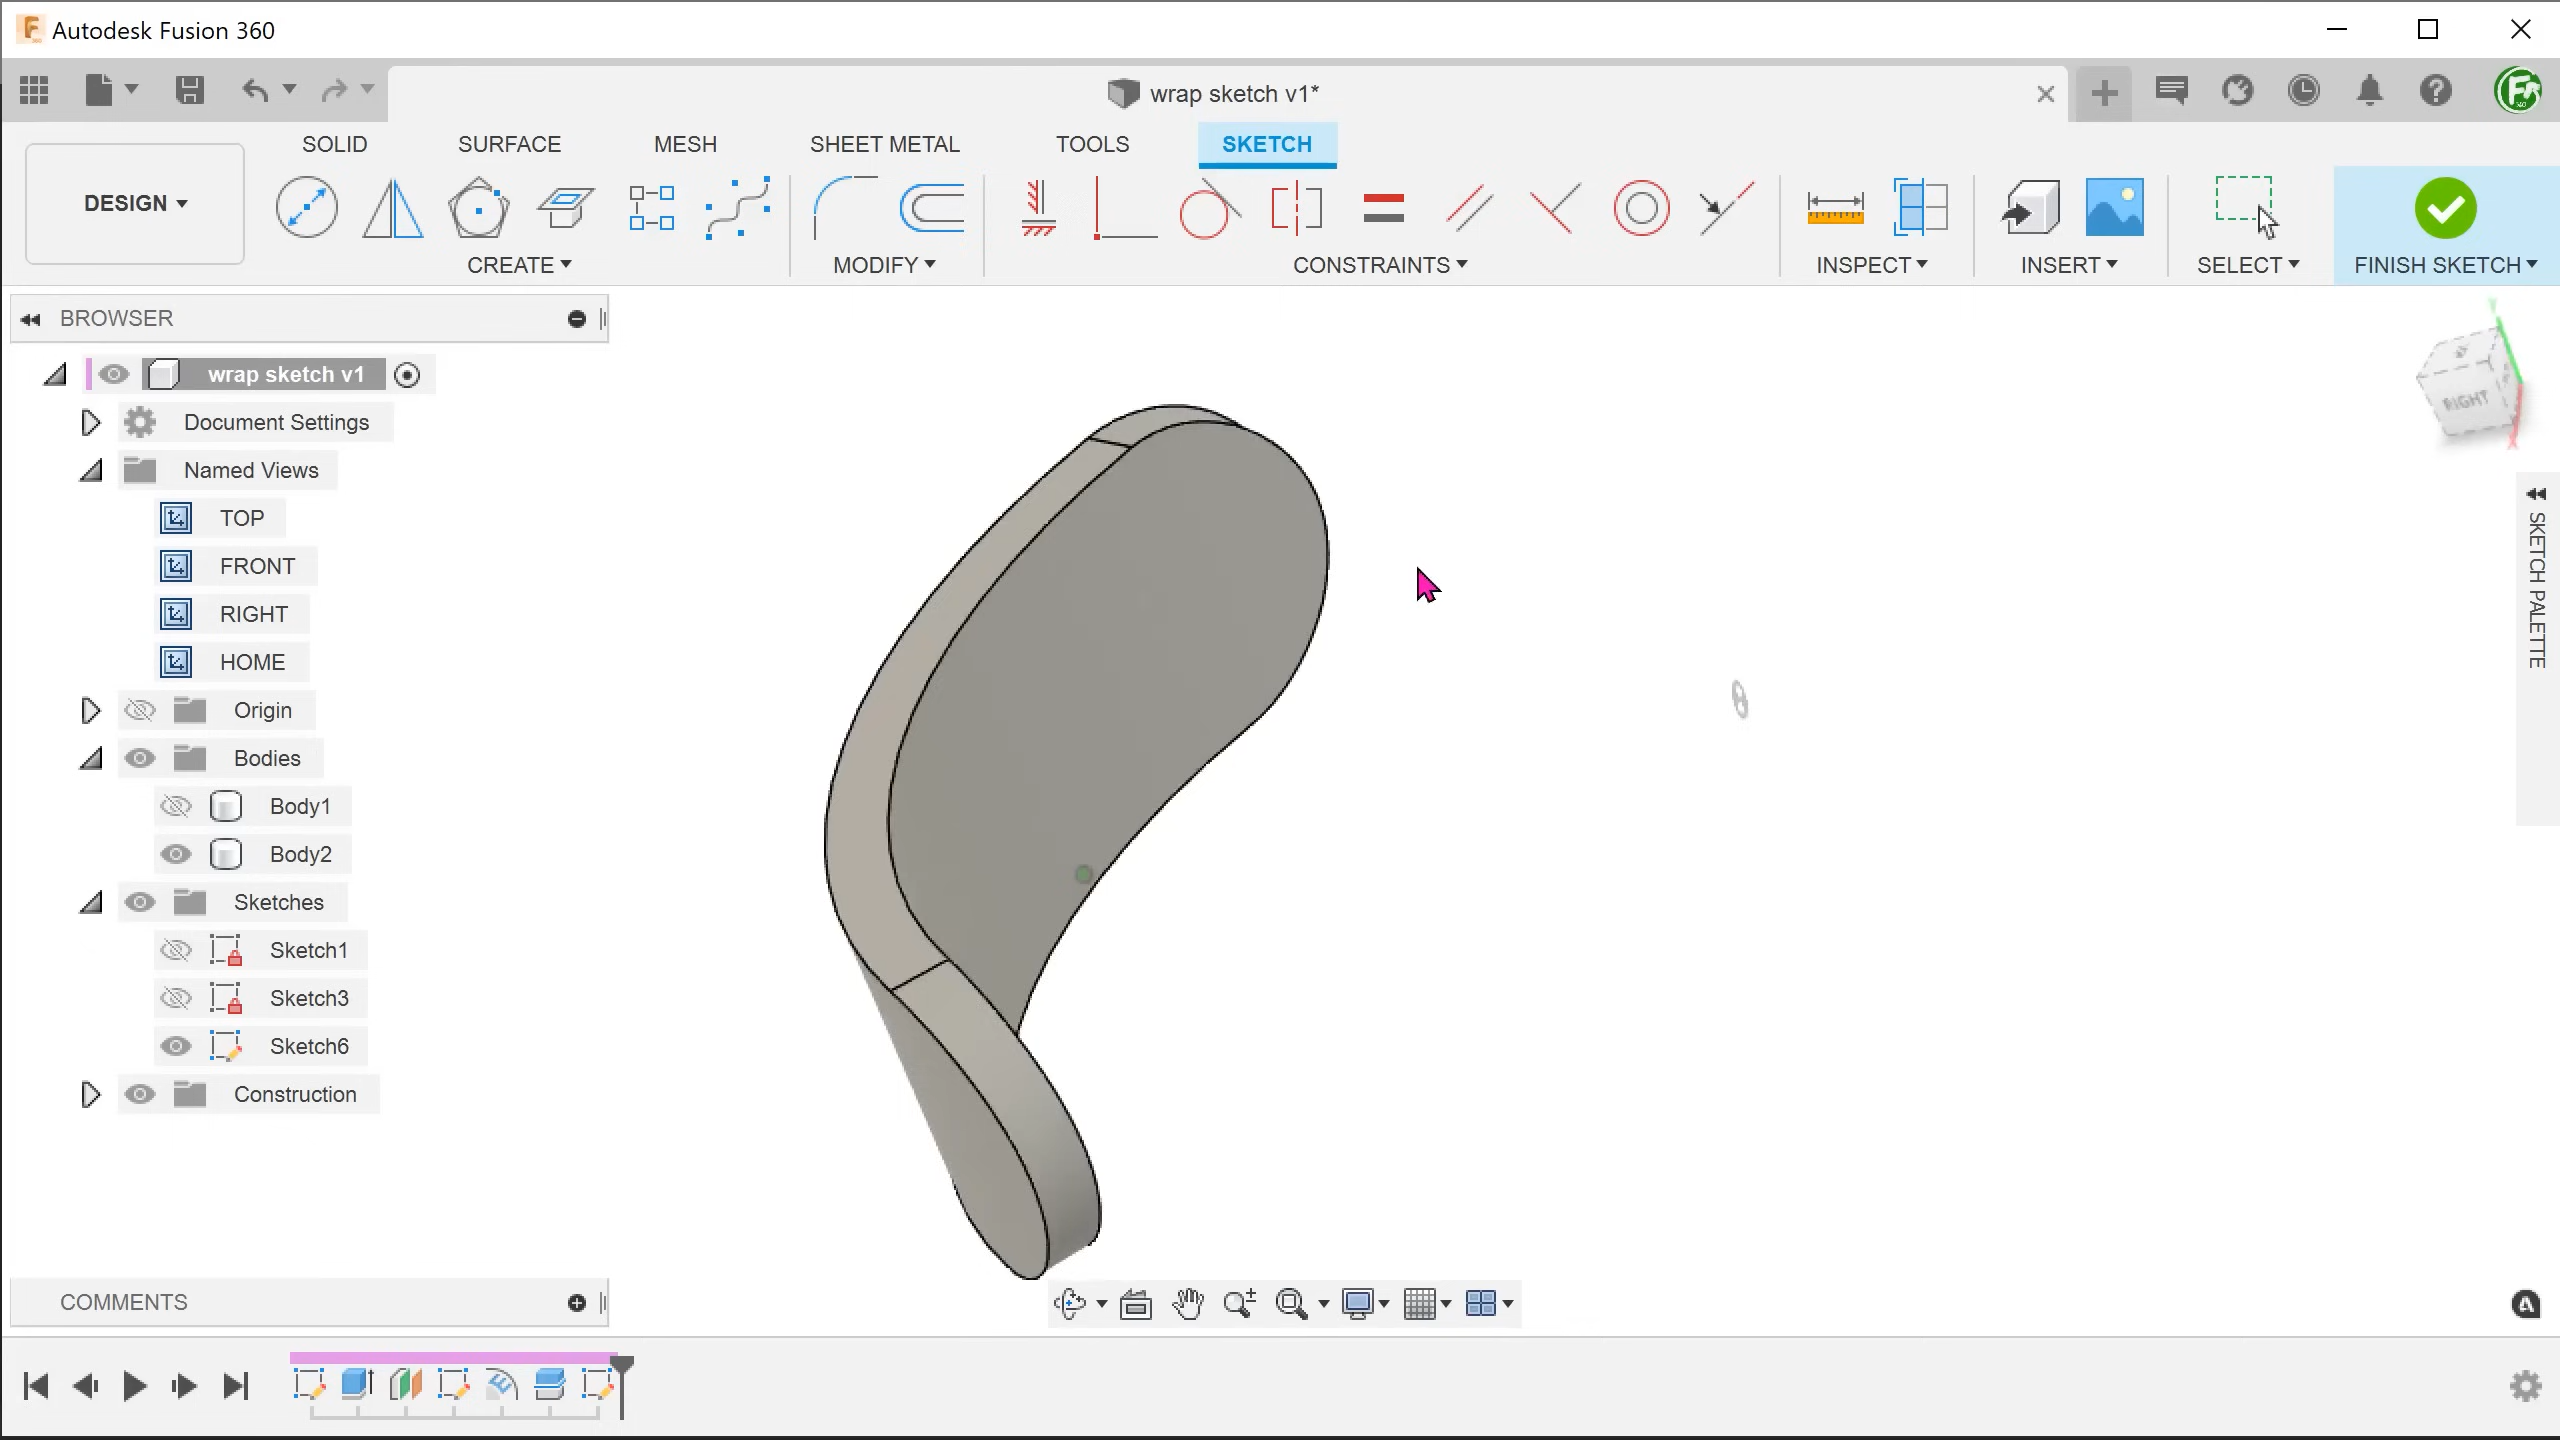 Autodesk Fusion 360
wrap sketch v1*
SOLID SURFACE MESH SHEET METAL TOOLS SKETCH
DESIGN
CREATE MODIFY CONSTRAINTS INSPECT INSERT SELECT FINISH SKETCH
BROWSER
wrap sketch v1
Document Settings
Named Views
TOP
FRONT
RIGHT
HOME
Origin
Bodies
Body1
Body2
Sketches
Sketch1
Sketch3
Sketch6
Construction
RIGHT
SKETCH PALETTE
COMMENTS